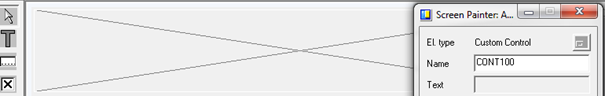 Screen Painter: A...
El. type Custom Control
Name CONT100
Text
T